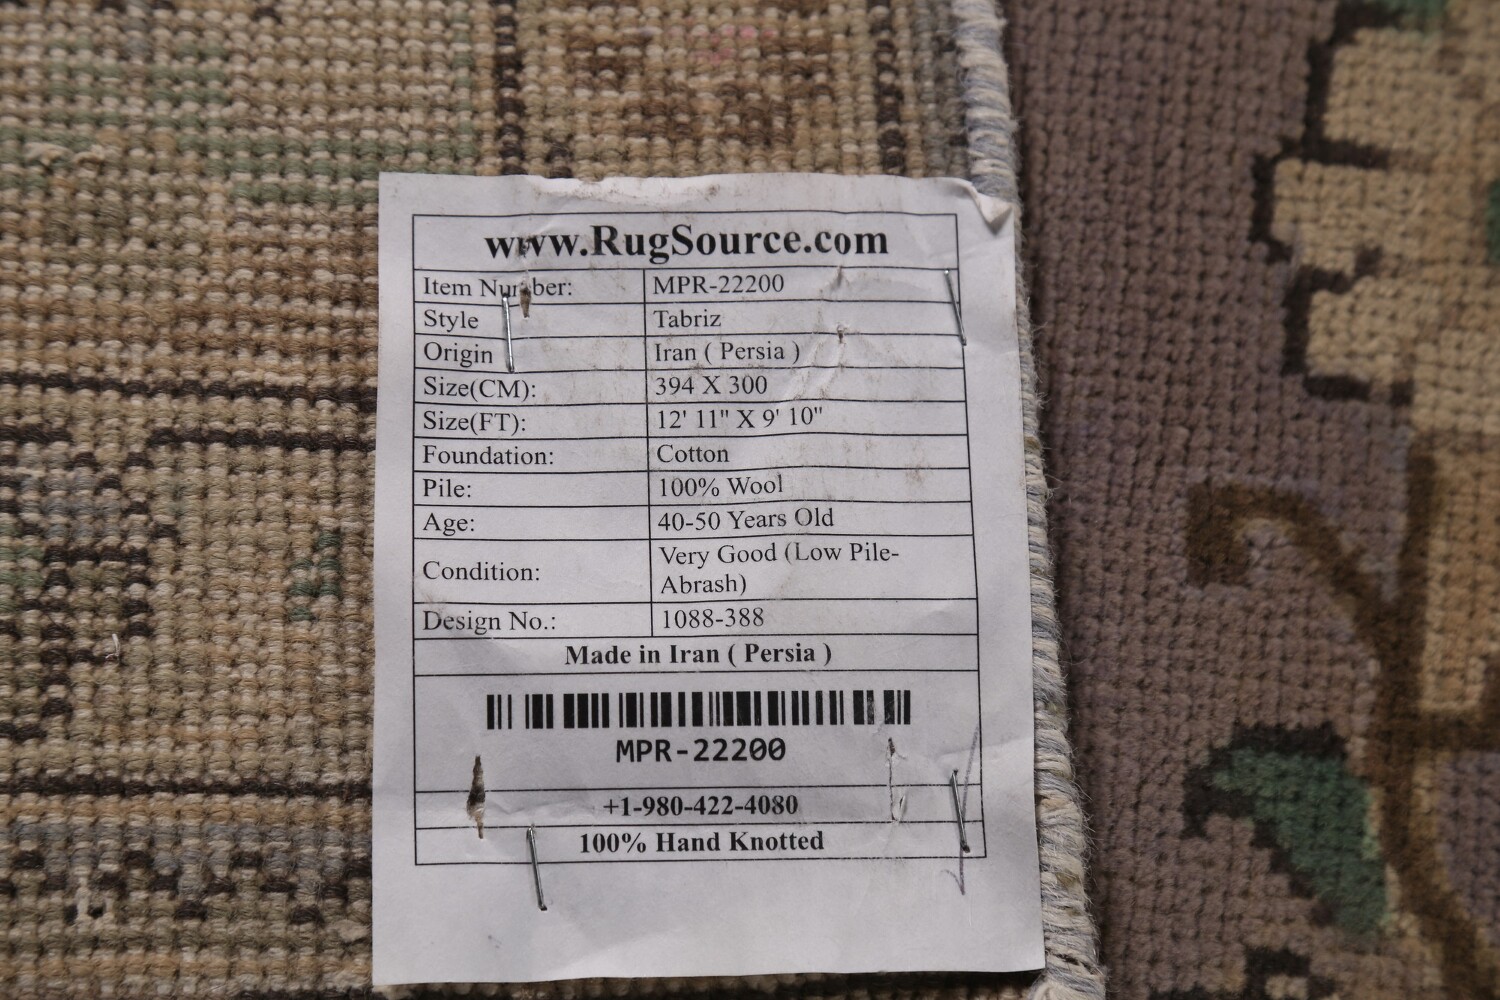 www.RugSource.com
Item Number: MPR-22200
Style Tabriz
Origin Iran ( Persia )
Size(CM): 394 X 300
Size(FT): 12' 11" X 9' 10"
Foundation: Cotton
Pile: 100% Wool
Age: 40-50 Years Old
Condition: Very Good (Low Pile-
Abrash)
Design No.: 1088-388
Made in Iran ( Persia )
MPR-22200
+1-980-422-4080
100% Hand Knotted